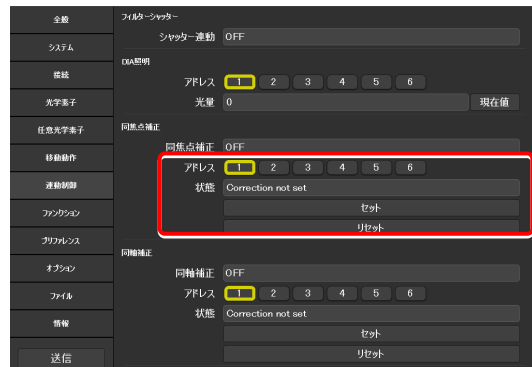 全般
システム
接続
光学素子
任意光学素子
移動動作
連動制御
ファンクション
プリファレンス
オプション
ファイル
情報
送信
フィルターシャッター
シャッター連動 OFF
DIA照明
アドレス 1 2 3 4 5 6
光量 0 現在値
同焦点補正
同焦点補正 OFF
アドレス 1 2 3 4 5 6
状態 Correction not set
セット
リセット
同軸補正
同軸補正 OFF
アドレス 1 2 3 4 5 6
状態 Correction not set
セット
リセット